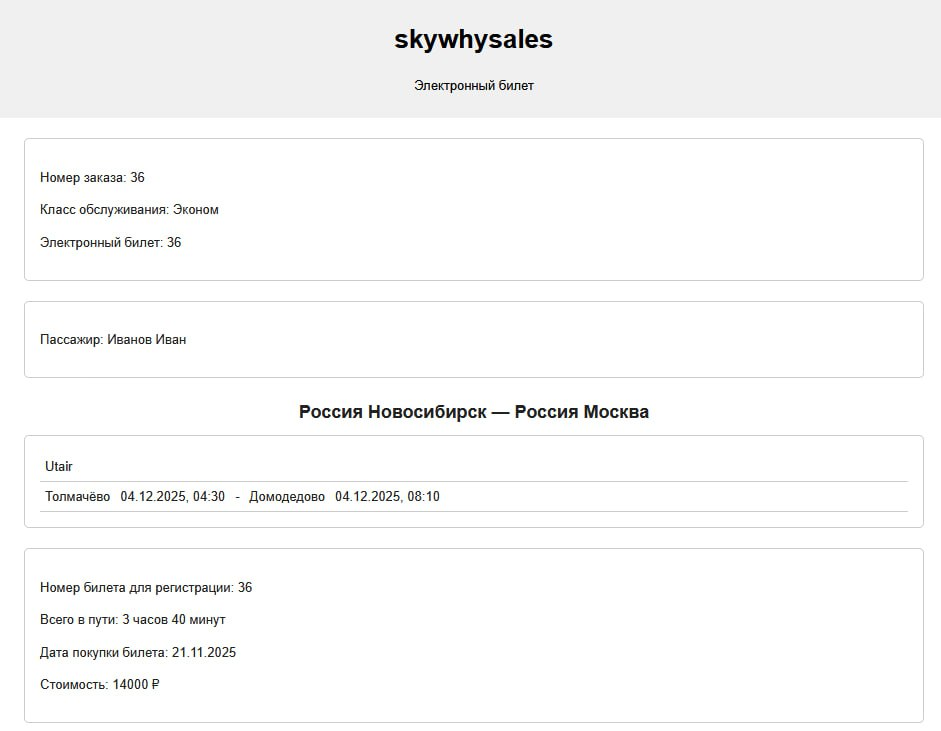 skywhysales
Электронный билет
Номер заказа: 36
Класс обслуживания: Эконом
Электронный билет: 36
Пассажир: Иванов Иван
Россия Новосибирск — Россия Москва
Utair
Толмачёво 04.12.2025, 04:30 - Домодедово 04.12.2025, 08:10
Номер билета для регистрации: 36
Всего в пути: 3 часов 40 минут
Дата покупки билета: 21.11.2025
Стоимость: 14000 ₽